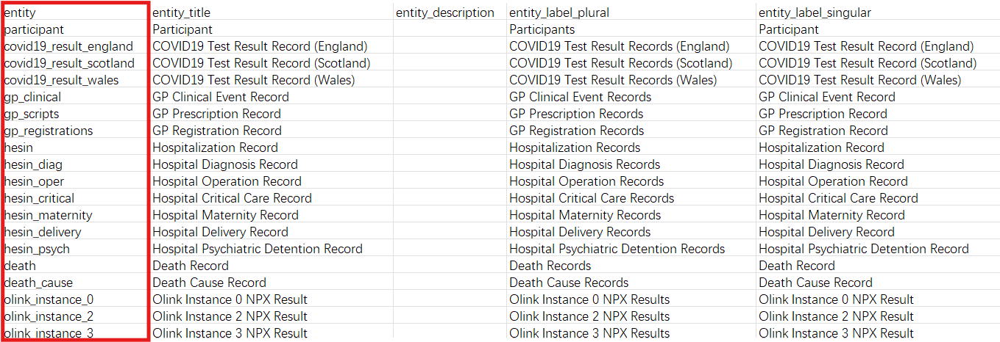 entity entity_title entity_description entity_label_plural entity_label_singular
participant Participant Participants Participant
covid19_result_england COVID19 Test Result Record (England) COVID19 Test Result Records (England) COVID19 Test Result Record (England)
covid19_result_scotland COVID19 Test Result Record (Scotland) COVID19 Test Result Records (Scotland) COVID19 Test Result Record (Scotland)
covid19_result_wales COVID19 Test Result Record (Wales) COVID19 Test Result Records (Wales) COVID19 Test Result Record (Wales)
gp_clinical GP Clinical Event Record GP Clinical Event Records GP Clinical Event Record
gp_scripts GP Prescription Record GP Prescription Records GP Prescription Record
gp_registrations GP Registration Record GP Registration Records GP Registration Record
hesin Hospitalization Record Hospitalization Records Hospitalization Record
hesin_diag Hospital Diagnosis Record Hospital Diagnosis Records Hospital Diagnosis Record
hesin_oper Hospital Operation Record Hospital Operation Records Hospital Operation Record
hesin_critical Hospital Critical Care Record Hospital Critical Care Records Hospital Critical Care Record
hesin_maternity Hospital Maternity Record Hospital Maternity Records Hospital Maternity Record
hesin_delivery Hospital Delivery Record Hospital Delivery Records Hospital Delivery Record
hesin_psych Hospital Psychiatric Detention Record Hospital Psychiatric Detention Records Hospital Psychiatric Detention Record
death Death Record Death Records Death Record
death_cause Death Cause Record Death Cause Records Death Cause Record
olink_instance_0 Olink Instance 0 NPX Result Olink Instance 0 NPX Results Olink Instance 0 NPX Result
olink_instance_2 Olink Instance 2 NPX Result Olink Instance 2 NPX Results Olink Instance 2 NPX Result
olink_instance_3 Olink Instance 3 NPX Result Olink Instance 3 NPX Results Olink Instance 3 NPX Result